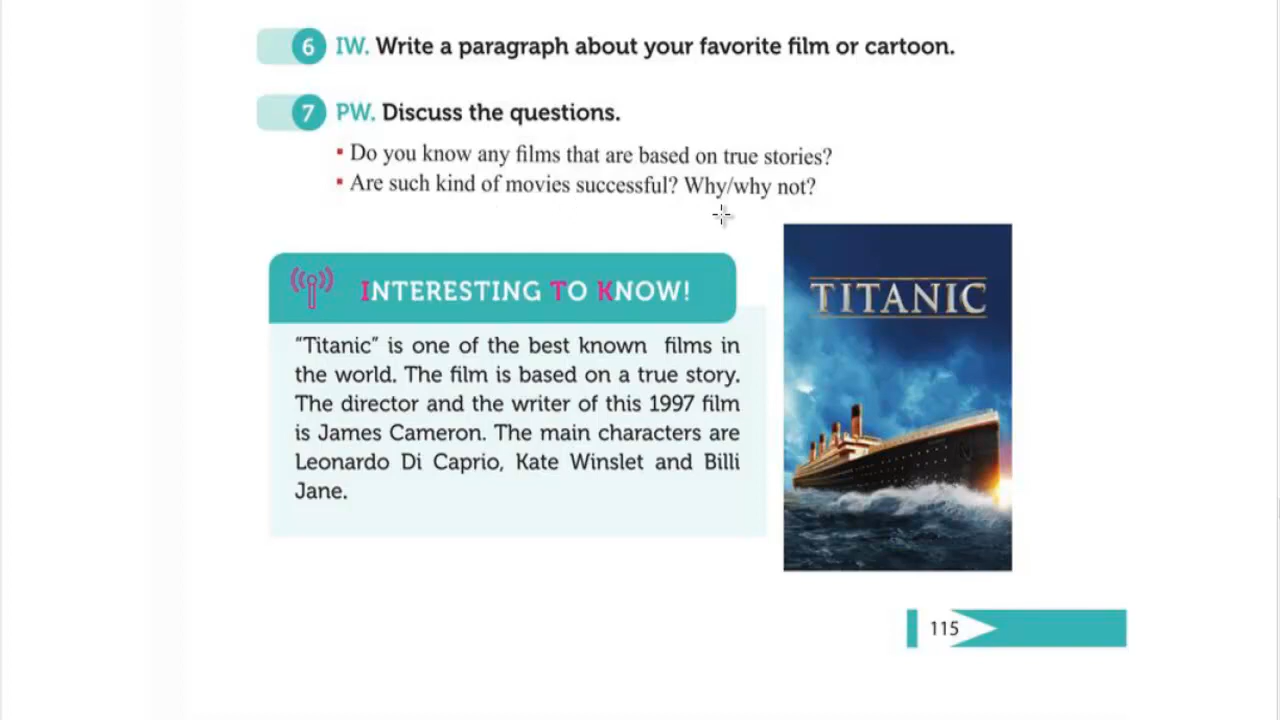 6 IW. Write a paragraph about your favorite film or cartoon.
7 PW. Discuss the questions.
▪ Do you know any films that are based on true stories?
▪ Are such kind of movies successful? Why/why not?
INTERESTING TO KNOW!
“Titanic” is one of the best known films in
the world. The film is based on a true story.
The director and the writer of this 1997 film
is James Cameron. The main characters are
Leonardo Di Caprio, Kate Winslet and Billi
Jane.
TITANIC
115